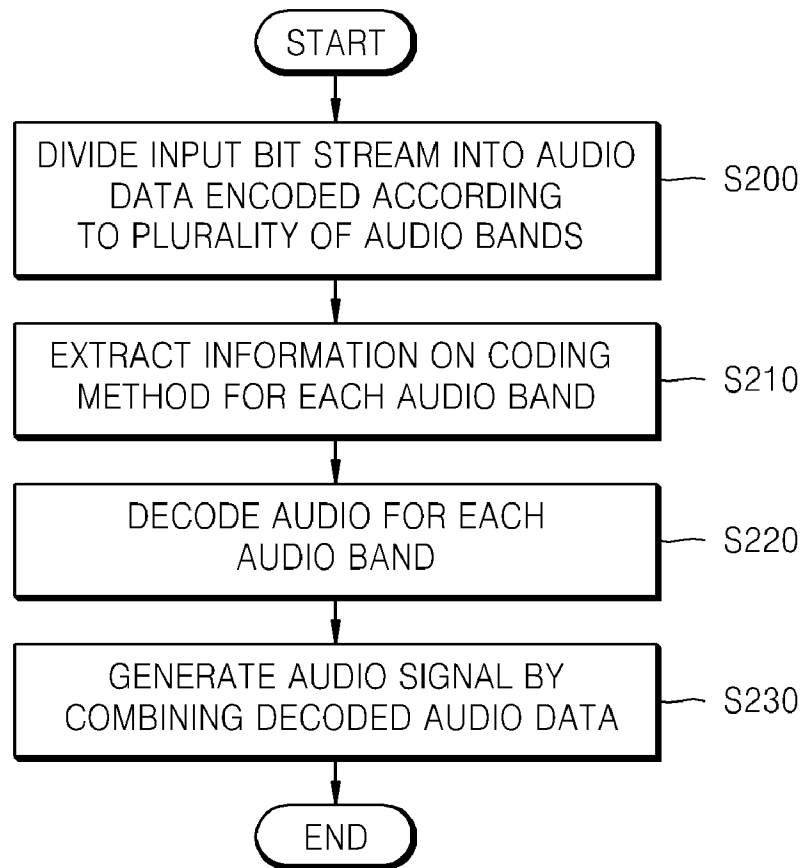 START
DIVIDE INPUT BIT STREAM INTO AUDIO
DATA ENCODED ACCORDING
TO PLURALITY OF AUDIO BANDS
S200
EXTRACT INFORMATION ON CODING
METHOD FOR EACH AUDIO BAND
S210
DECODE AUDIO FOR EACH
AUDIO BAND
S220
GENERATE AUDIO SIGNAL BY
COMBINING DECODED AUDIO DATA
S230
END